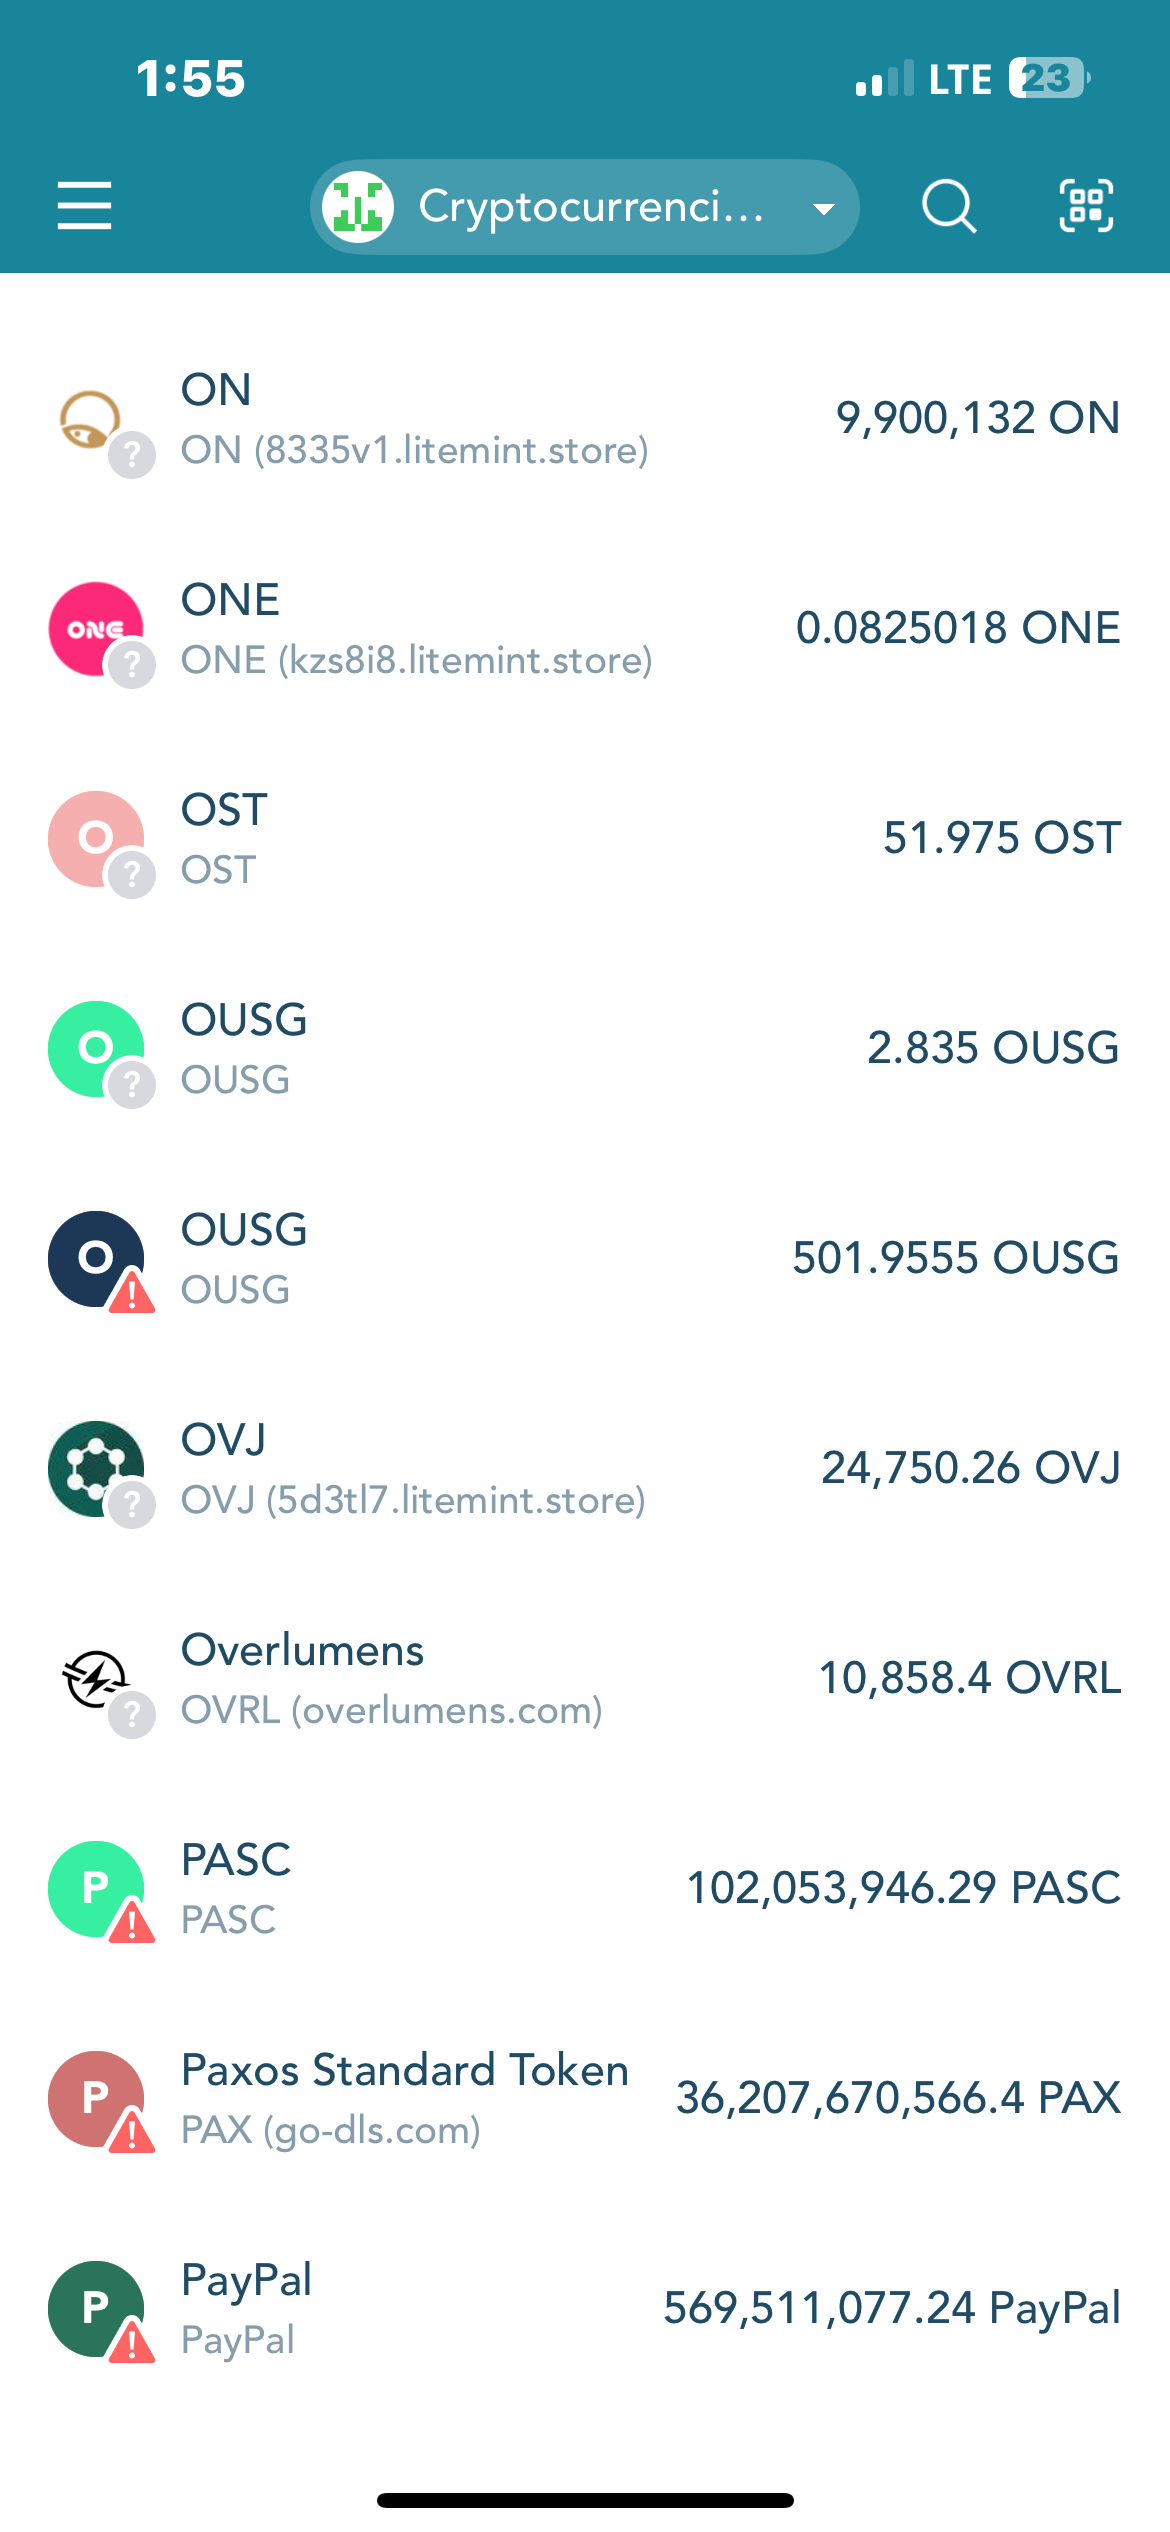 1:55
LTE 23
Cryptocurrenci...
ON
ON (8335v1.litemint.store)
9,900,132 ON
ONE
ONE
ONE (kzs8i8.litemint.store)
0.0825018 ONE
O
OST
OST
51.975 OST
O
OUSG
OUSG
2.835 OUSG
O
OUSG
OUSG
501.9555 OUSG
OVJ
OVJ (5d3tl7.litemint.store)
24,750.26 OVJ
Overlumens
OVRL (overlumens.com)
10,858.4 OVRL
P
PASC
PASC
102,053,946.29 PASC
P
Paxos Standard Token
PAX (go-dls.com)
36,207,670,566.4 PAX
P
PayPal
PayPal
569,511,077.24 PayPal